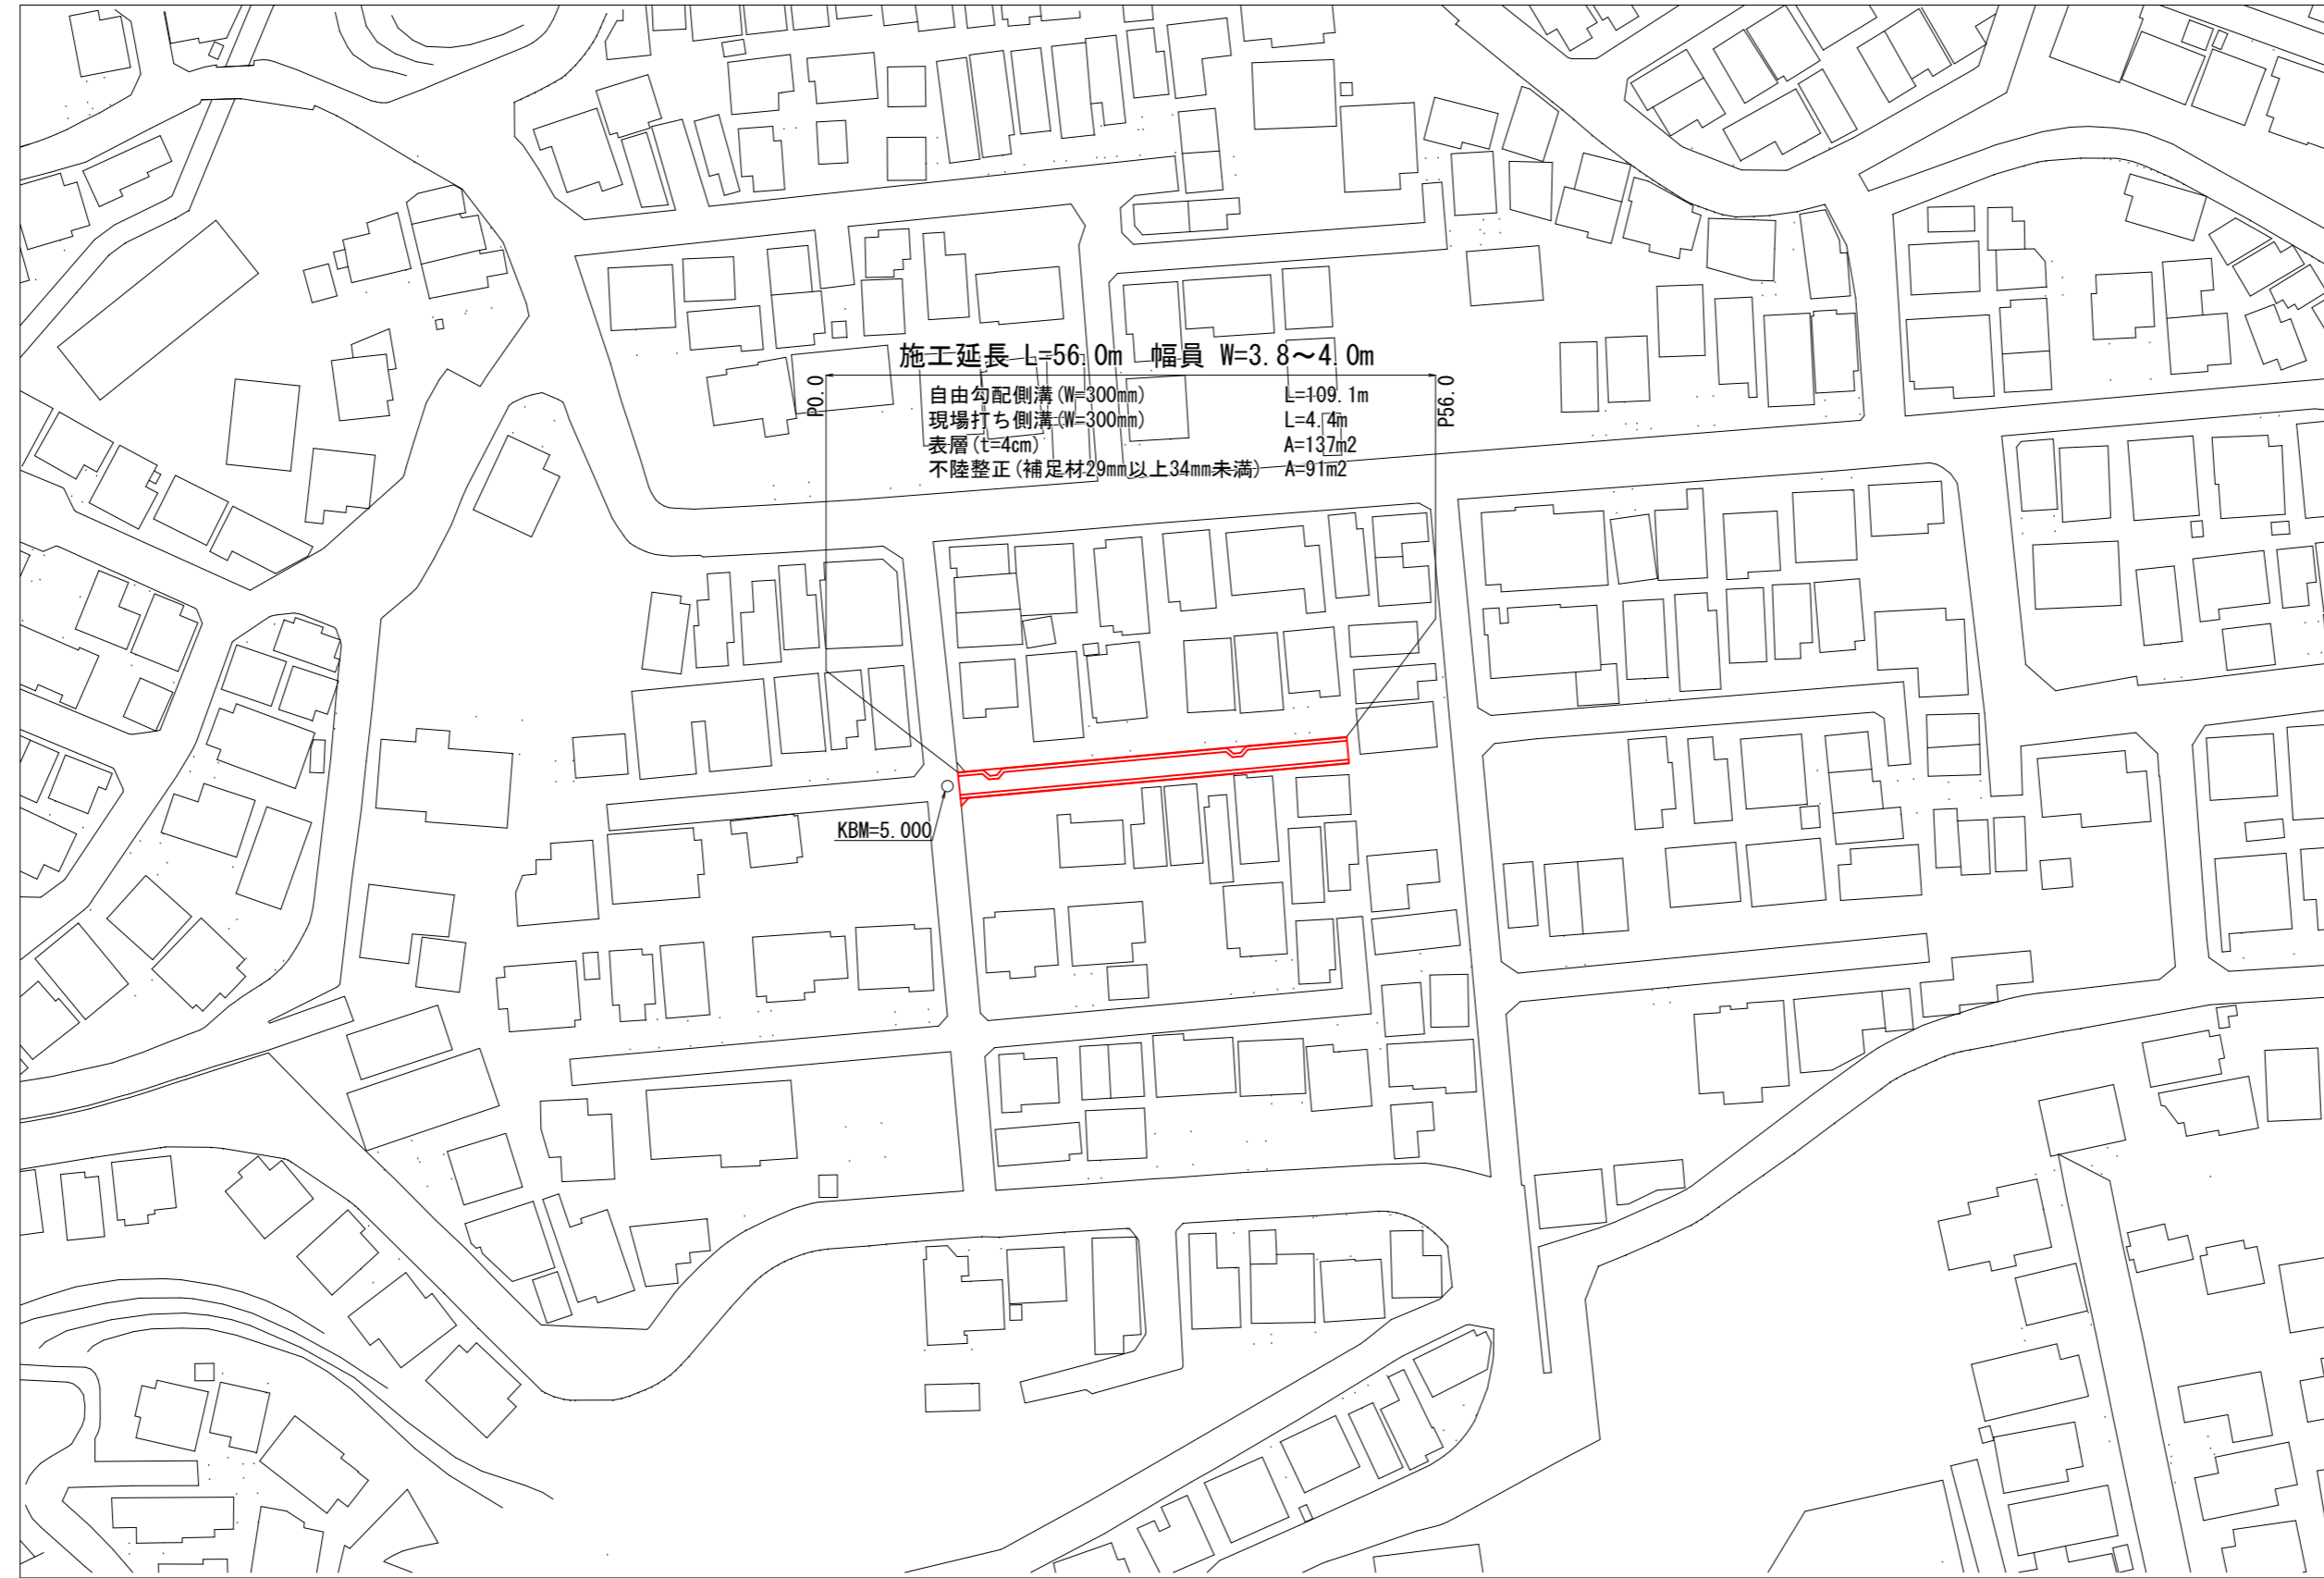 施工延長 L=56.0m 幅員 W=3.8～4.0m
P0.0
P56.0
自由勾配側溝(W=300mm) L=109.1m
現場打ち側溝(W=300mm) L=4.4m
表層(t=4cm) A=137m2
不陸整正(補足材29mm以上34mm未満) A=91m2
KBM=5.000